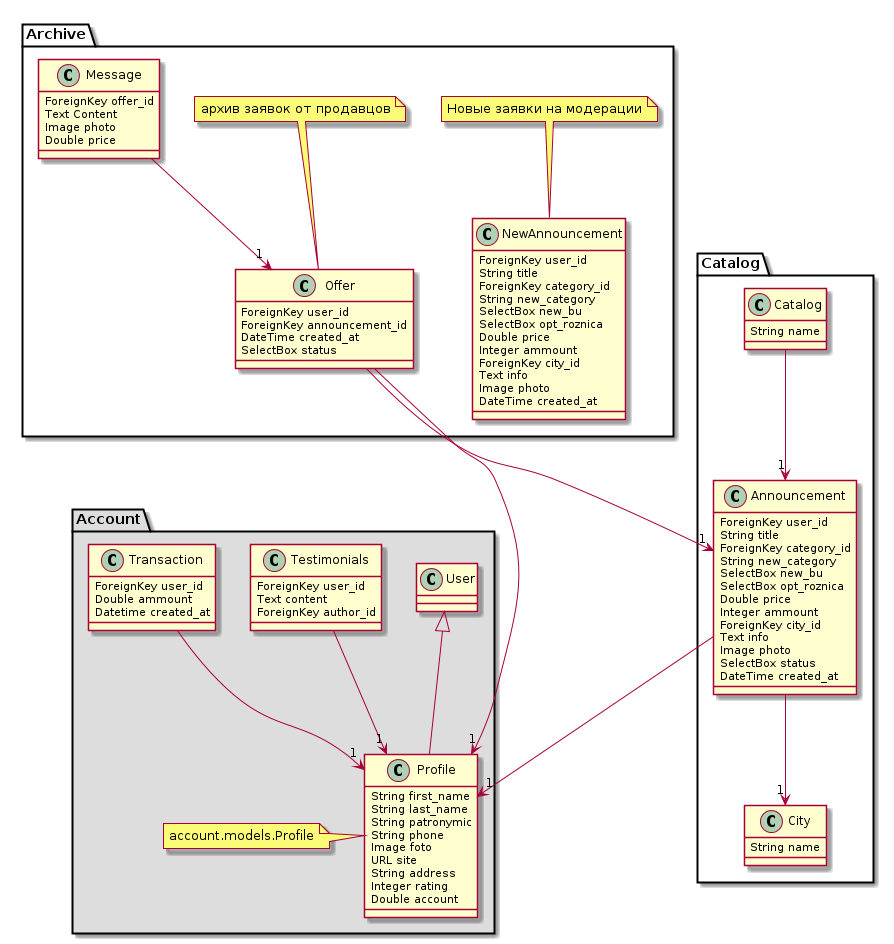 Archive
C Message
ForeignKey offer_id
Text Content
Image photo
Double price
архив заявок от продавцов
Новые заявки на модерации
1
C Offer
ForeignKey user_id
ForeignKey announcement_id
DateTime created_at
SelectBox status
C NewAnnouncement
ForeignKey user_id
String title
ForeignKey category_id
String new_category
SelectBox new_bu
SelectBox opt_roznica
Double price
Integer ammount
ForeignKey city_id
Text info
Image photo
DateTime created_at
Catalog
C Catalog
String name
1
1
C Announcement
ForeignKey user_id
String title
ForeignKey category_id
String new_category
SelectBox new_bu
SelectBox opt_roznica
Double price
Integer ammount
ForeignKey city_id
Text info
Image photo
SelectBox status
DateTime created_at
1
C City
String name
Account
C Transaction
ForeignKey user_id
Double ammount
Datetime created_at
C Testimonials
ForeignKey user_id
Text content
ForeignKey author_id
C User
1
1
1
1
C Profile
String first_name
String last_name
String patronymic
String phone
Image foto
URL site
String address
Integer rating
Double account
account.models.Profile